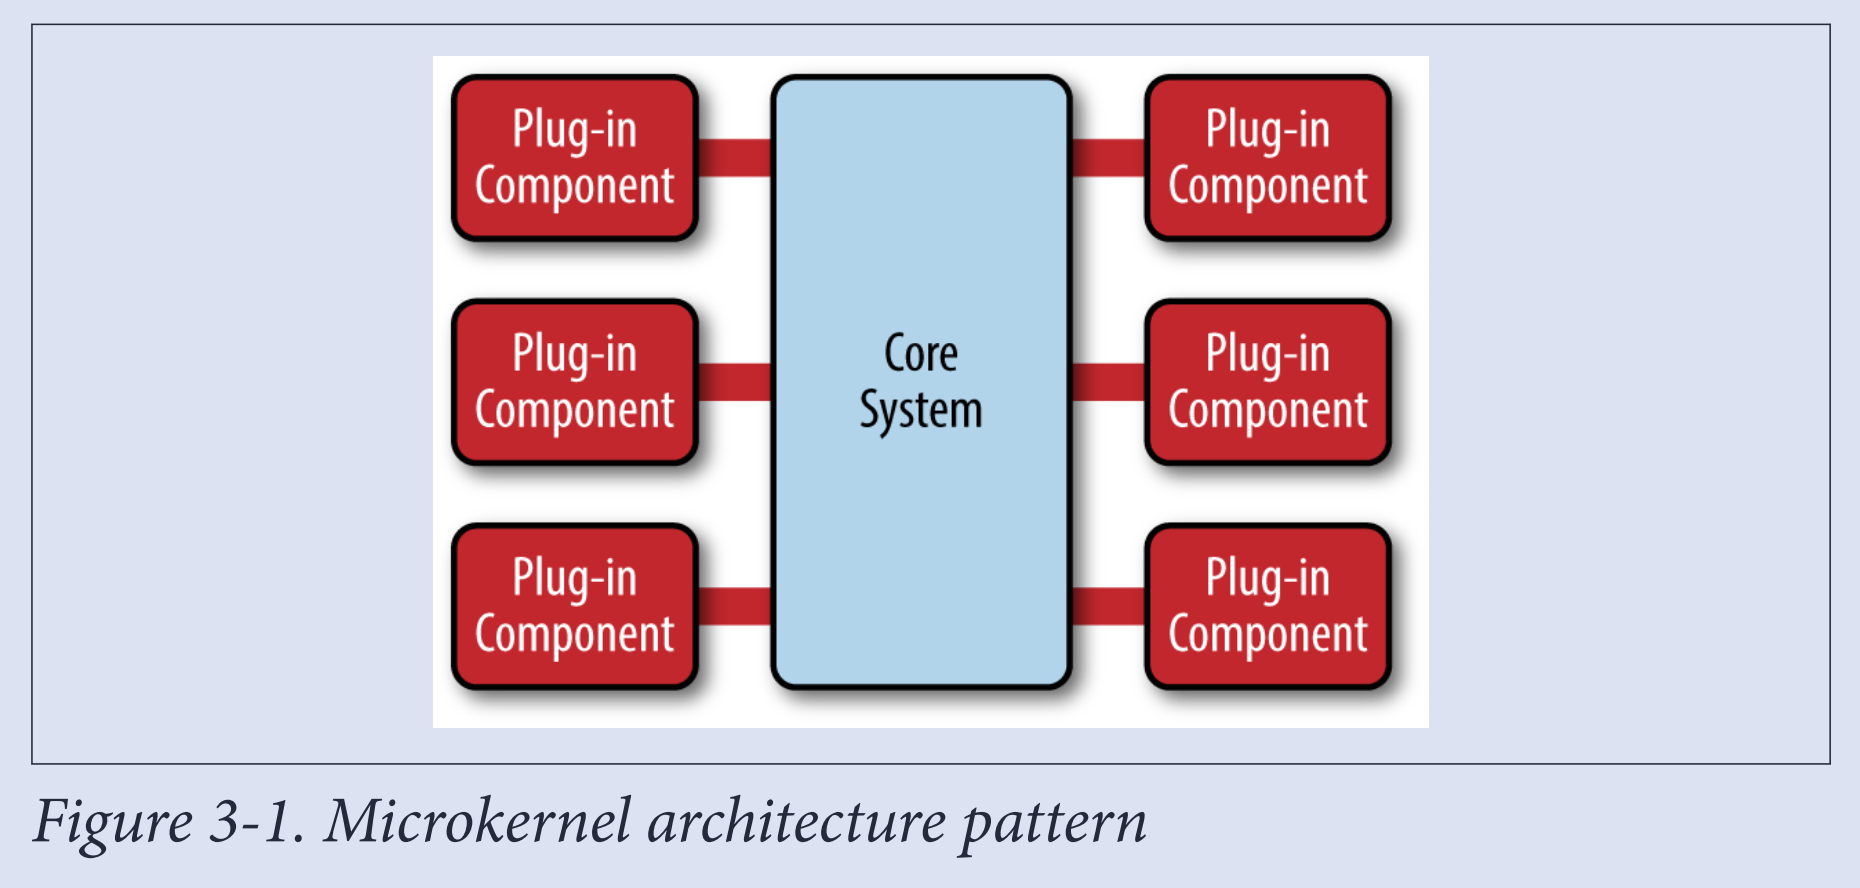 Plug-in
Component
Plug-in
Component
Plug-in
Component
Core
System
Plug-in
Component
Plug-in
Component
Plug-in
Component
Figure 3-1. Microkernel architecture pattern